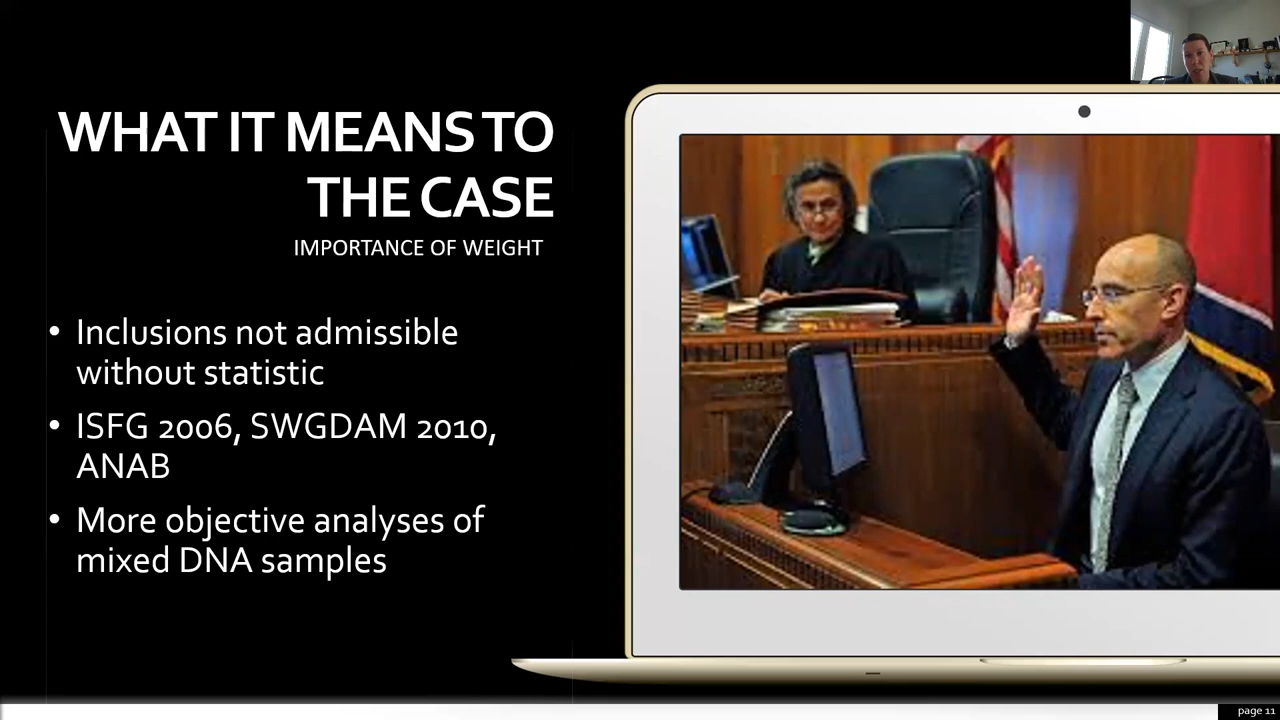 WHAT IT MEANS TO
THE CASE
IMPORTANCE OF WEIGHT
• Inclusions not admissible
without statistic
• ISFG 2006, SWGDAM 2010,
ANAB
• More objective analyses of
mixed DNA samples
page 11